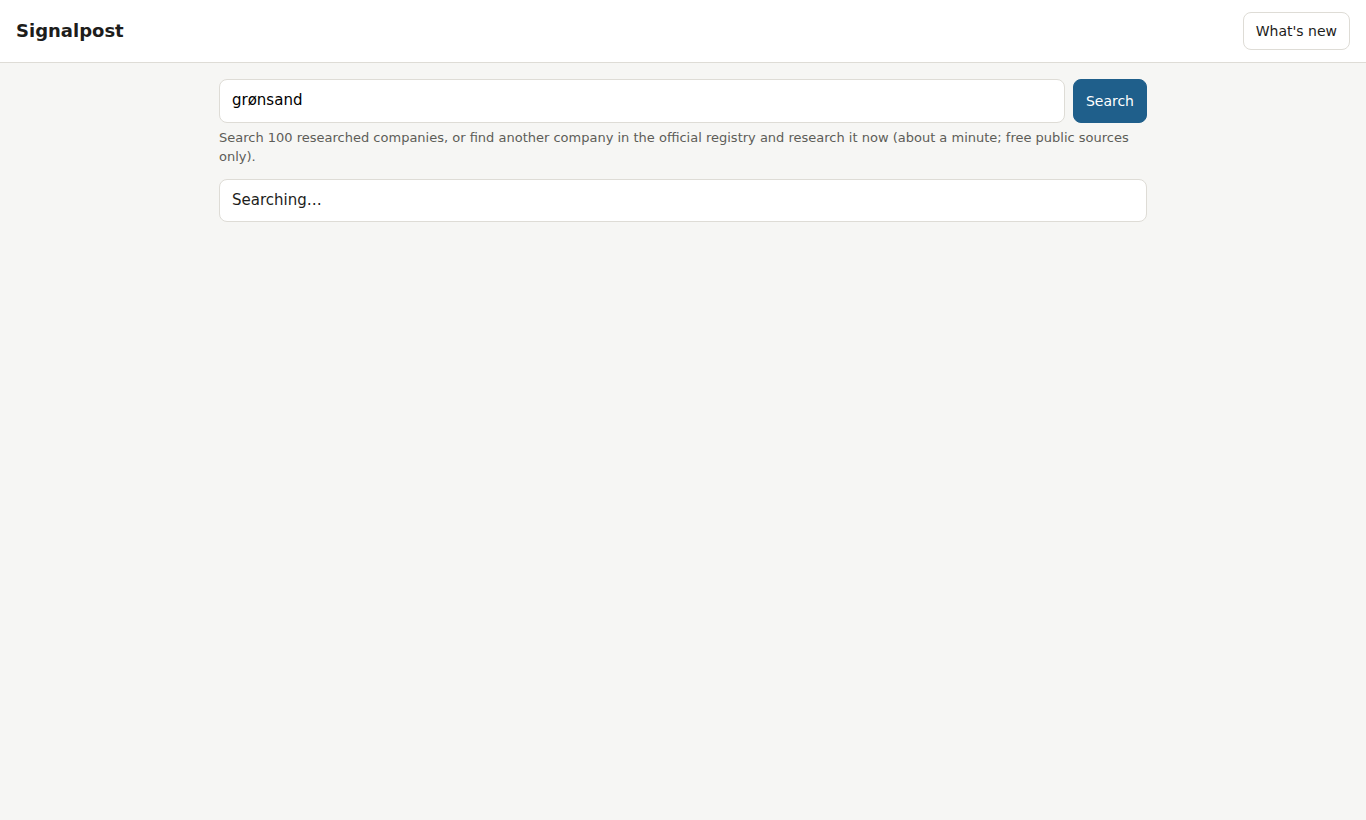 Signalpost
What's new
grønsand
Search
Search 100 researched companies, or find another company in the official registry and research it now (about a minute; free public sources
only).
Searching…